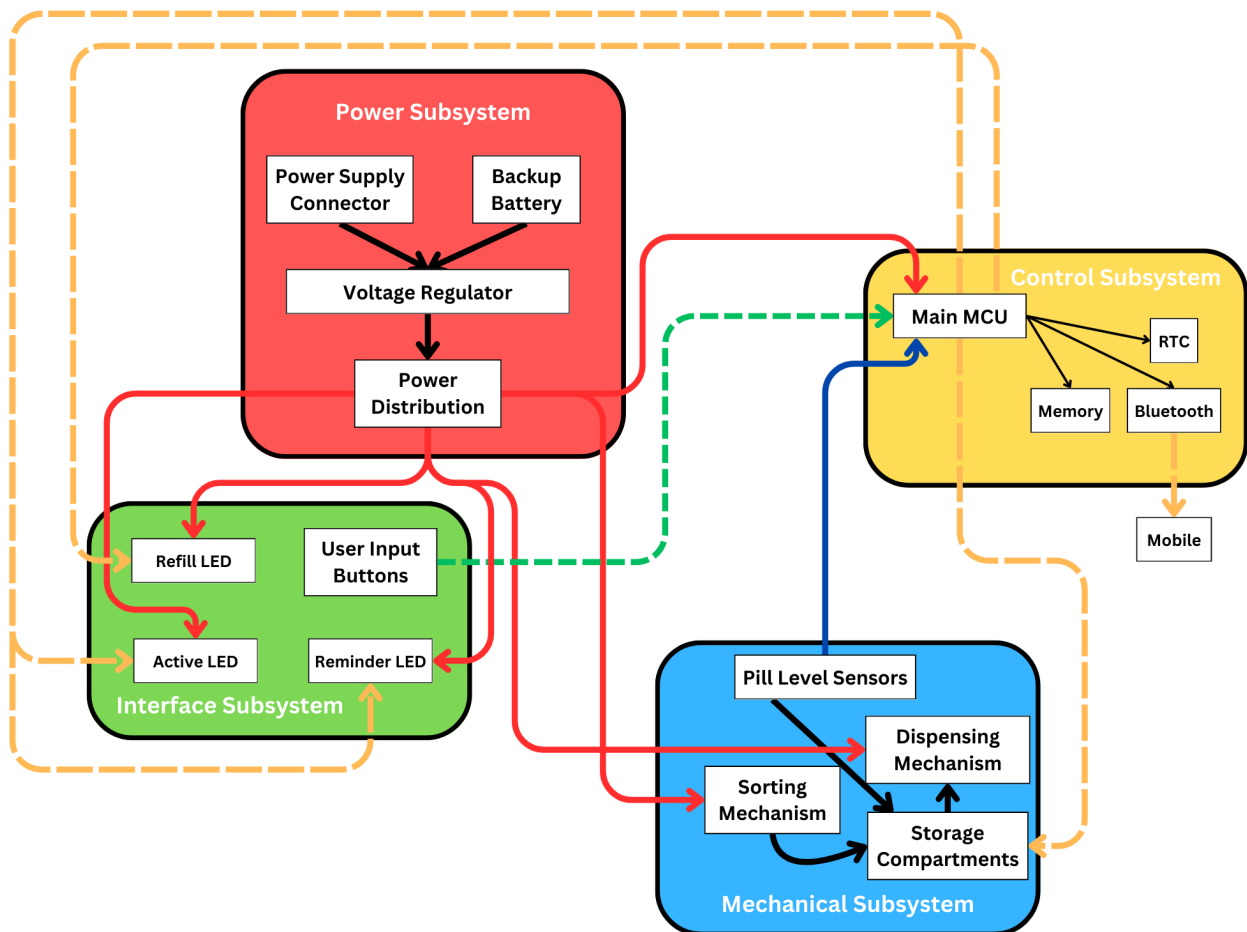 Power Subsystem
Power Supply
Connector
Backup
Battery
Voltage Regulator
Power
Distribution
Control Subsystem
Main MCU
RTC
Memory
Bluetooth
Mobile
Refill LED
User Input
Buttons
Active LED
Reminder LED
Interface Subsystem
Pill Level Sensors
Dispensing
Mechanism
Sorting
Mechanism
Storage
Compartments
Mechanical Subsystem